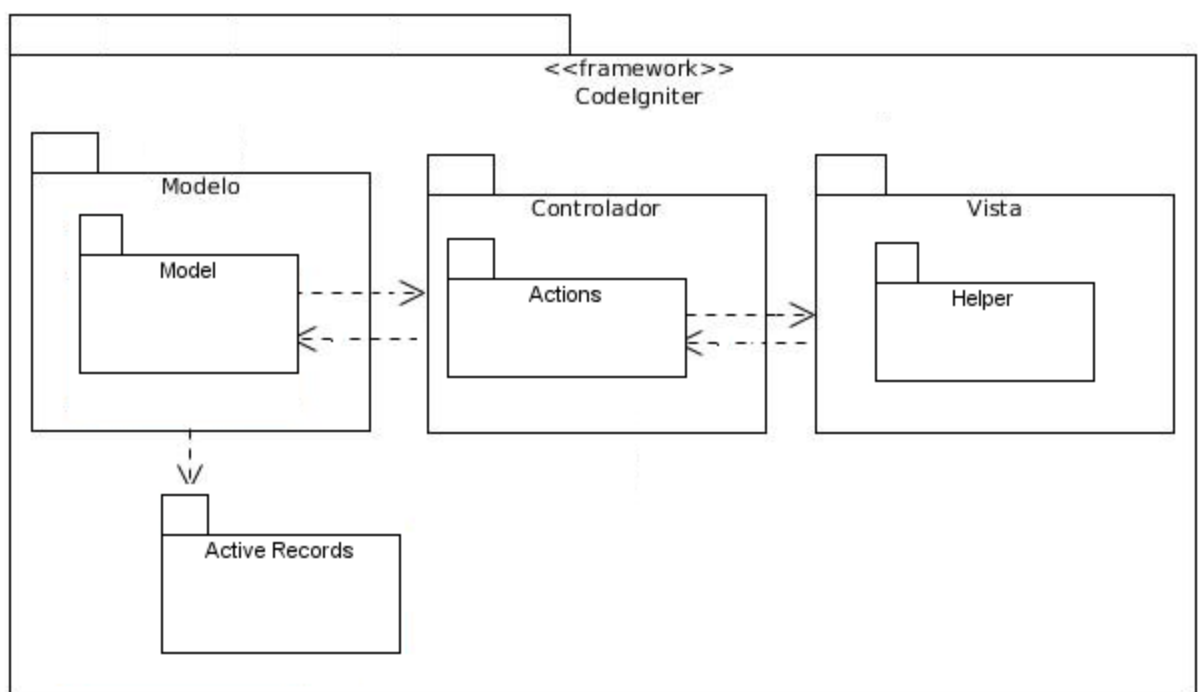 <<framework>>
CodeIgniter
Modelo
Controlador
Vista
Model
Actions
Helper
Active Records